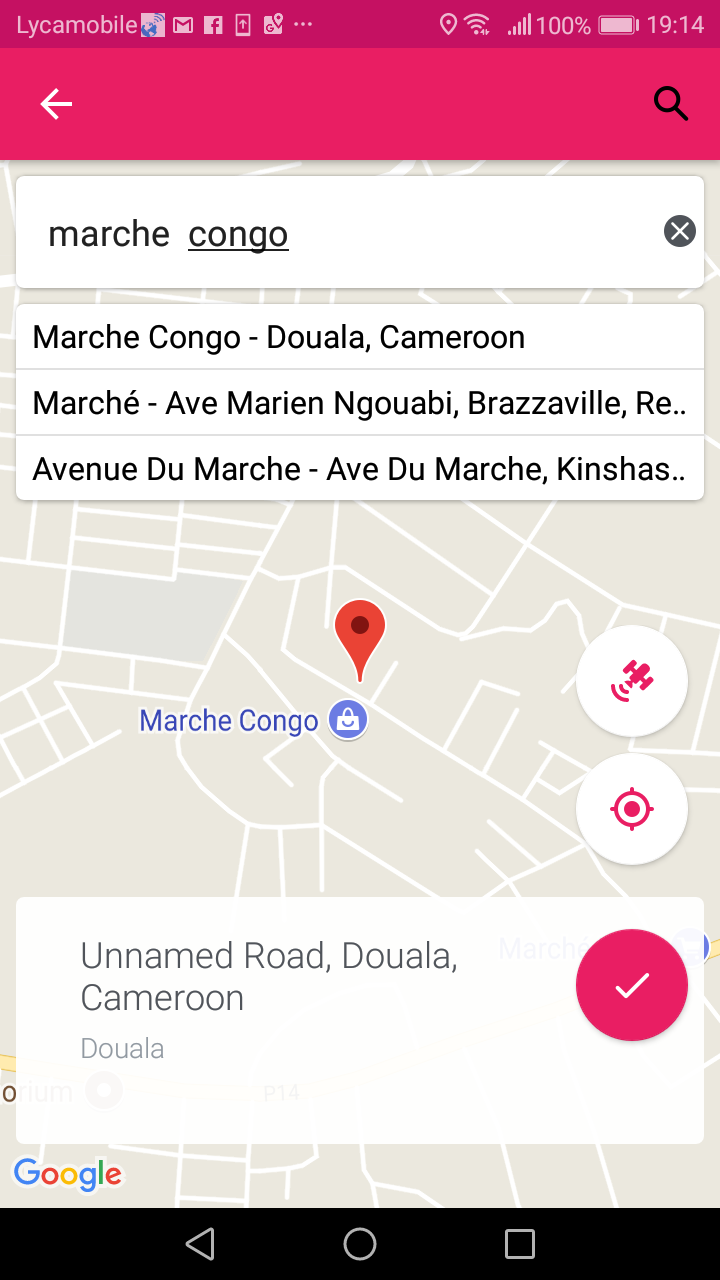 Lycamobile 100% 19:14
marche congo
Marche Congo - Douala, Cameroon
Marché - Ave Marien Ngouabi, Brazzaville, Re..
Avenue Du Marche - Ave Du Marche, Kinshas..
Marche Congo
Unnamed Road, Douala,
Cameroon
Marché
Douala
orium
P14
Google